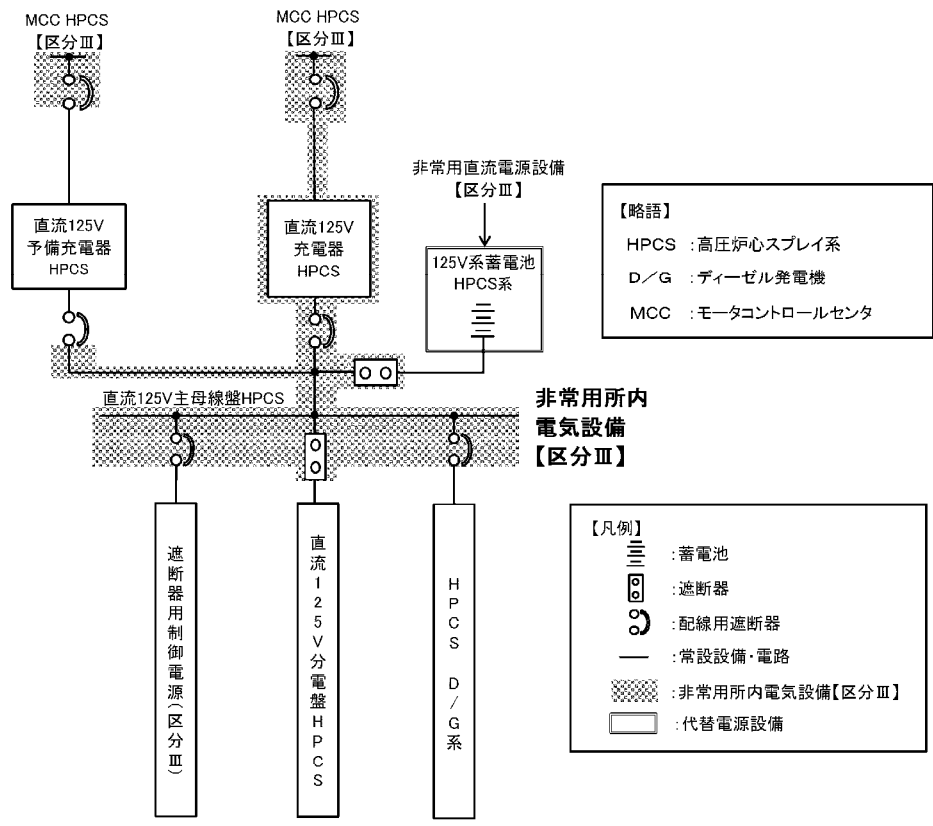 MCC HPCS
【区分Ⅲ】
MCC HPCS
【区分Ⅲ】
非常用直流電源設備
【区分Ⅲ】
直流125V
予備充電器
HPCS
直流125V
充電器
HPCS
125V系蓄電池
HPCS系
【略語】
HPCS :高圧炉心スプレイ系
D/G :ディーゼル発電機
MCC :モータコントロールセンタ
直流125V主母線盤HPCS
非常用所内
電気設備
【区分Ⅲ】
遮断器用制御電源(区分Ⅲ)
直流125V分電盤HPCS
HPCS D/G系
【凡例】
:蓄電池
:遮断器
:配線用遮断器
:常設設備・電路
:非常用所内電気設備【区分Ⅲ】
:代替電源設備